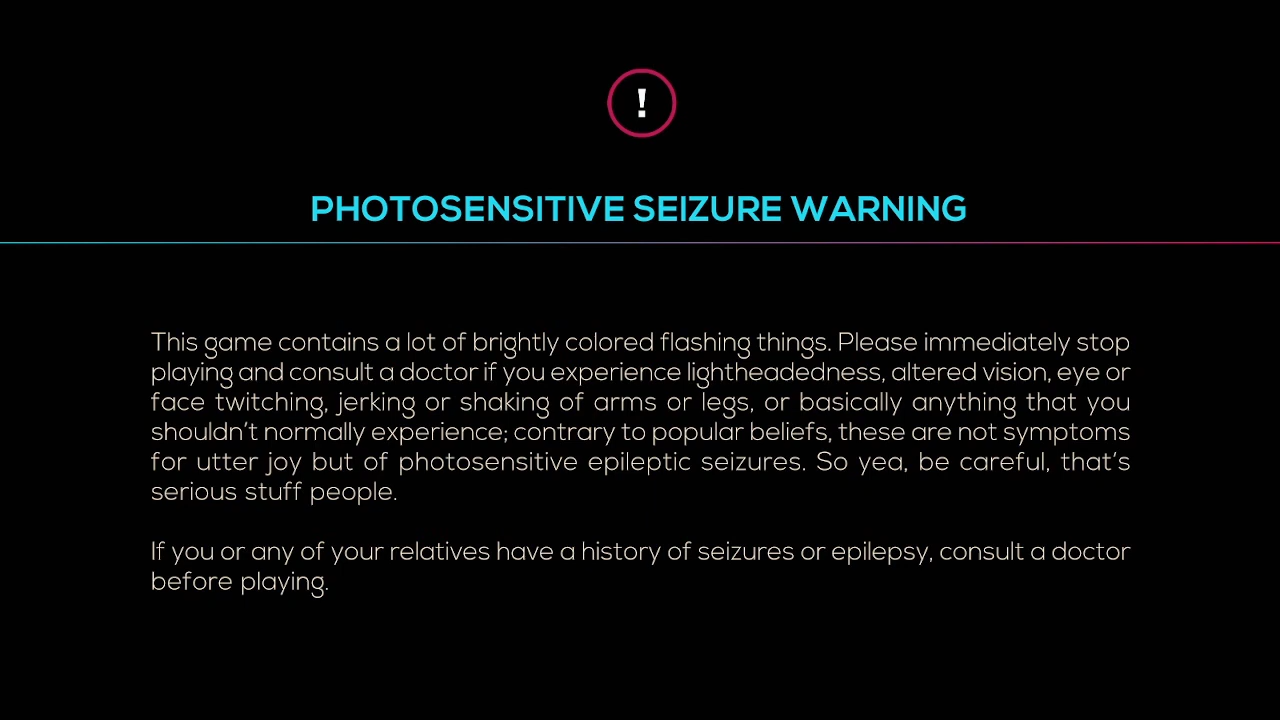 !
PHOTOSENSITIVE SEIZURE WARNING
This game contains a lot of brightly colored flashing things. Please immediately stop
playing and consult a doctor if you experience lightheadedness, altered vision, eye or
face twitching, jerking or shaking of arms or legs, or basically anything that you
shouldn't normally experience; contrary to popular beliefs, these are not symptoms
for utter joy but of photosensitive epileptic seizures. So yea, be careful, that's
serious stuff people.
If you or any of your relatives have a history of seizures or epilepsy, consult a doctor
before playing.